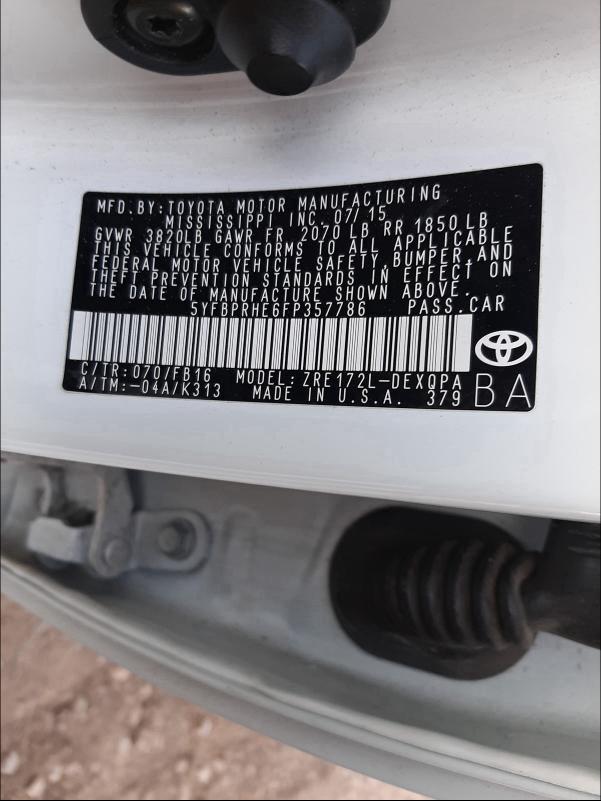 MFD.BY:TOYOTA MOTOR MANUFACTURING
MISSISSIPPI INC. 07/15
GVWR 3820LB GAWR FR 2070 LB RR 1850 LB
THIS VEHICLE CONFORMS TO ALL APPLICABLE
FEDERAL MOTOR VEHICLE SAFETY, BUMPER, AND
THEFT PREVENTION STANDARDS IN EFFECT ON
THE DATE OF MANUFACTURE SHOWN ABOVE.
5YFBPRHE6FP357786 PASS.CAR
C/TR: 070/FB16 MODEL: ZRE172L-DEXQPA
A/TM:-04A/K313 MADE IN U.S.A. 379 BA